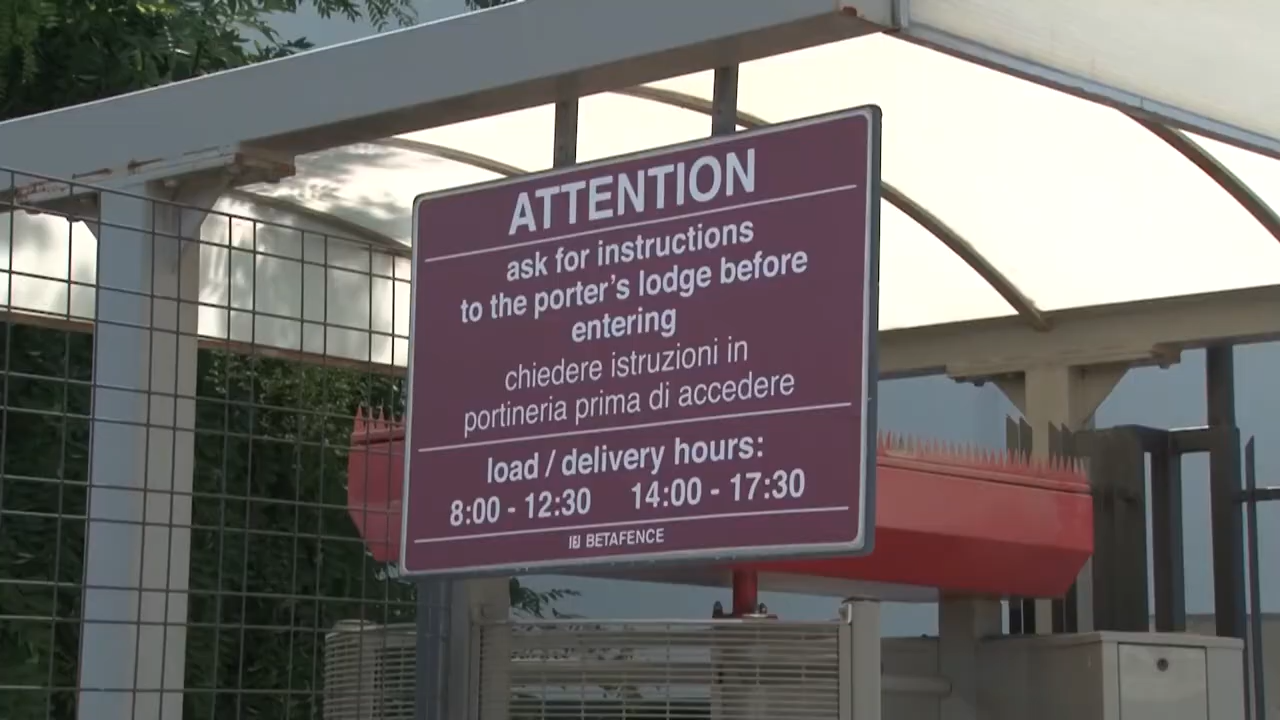 ATTENTION
ask for instructions
to the porter's lodge before
entering
chiedere istruzioni in
portineria prima di accedere
load / delivery hours:
8:00 - 12:30 14:00 - 17:30
BETAFENCE